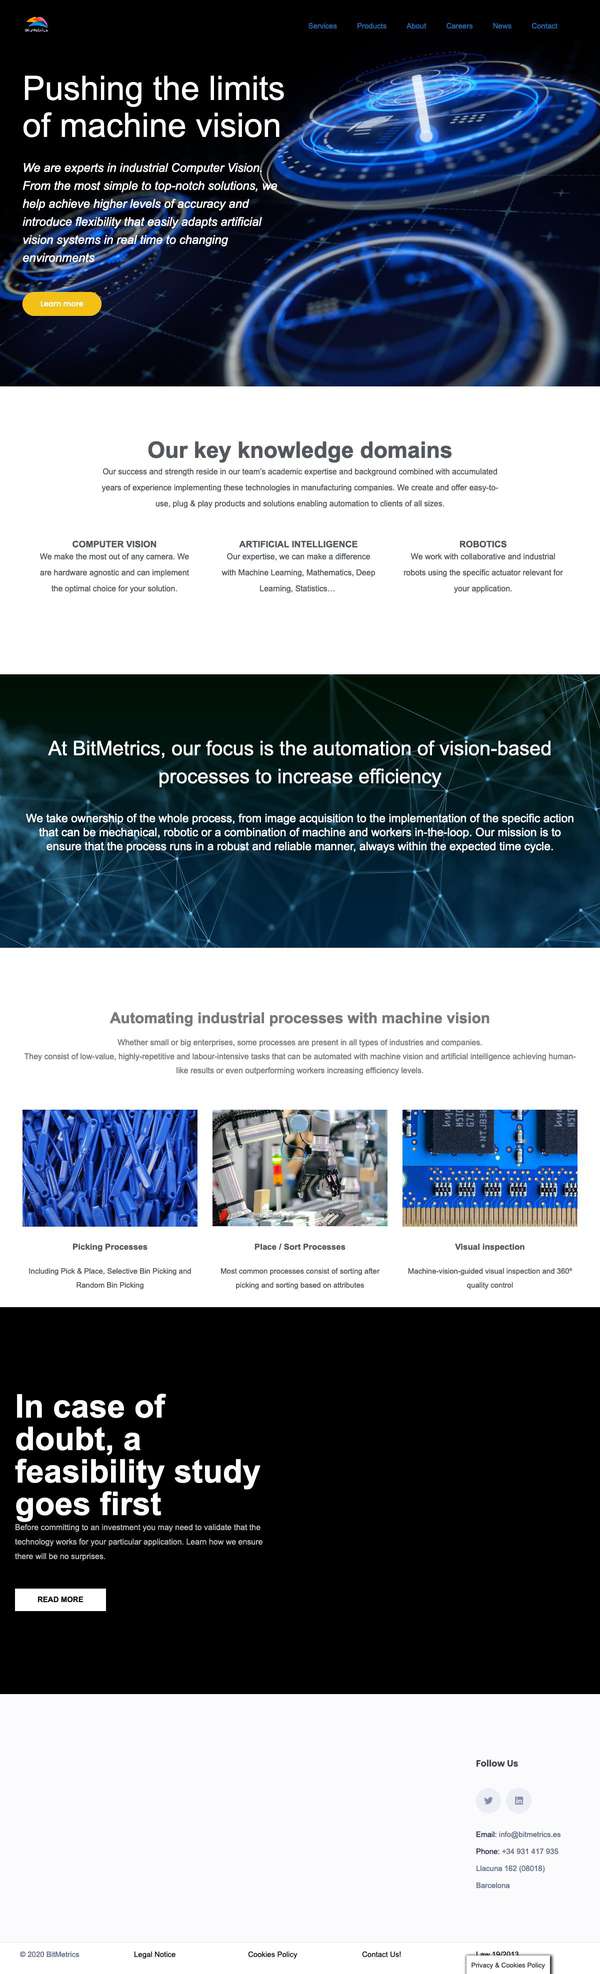 BITMETRICS
Services Products About Careers News Contact
Pushing the limits
of machine vision
We are experts in industrial Computer Vision.
From the most simple to top-notch solutions, we
help achieve higher levels of accuracy and
introduce flexibility that easily adapts artificial
vision systems in real time to changing
environments
Learn more
Our key knowledge domains
Our success and strength reside in our team's academic expertise and background combined with accumulated
years of experience implementing these technologies in manufacturing companies. We create and offer easy-to-
use, plug & play products and solutions enabling automation to clients of all sizes.
COMPUTER VISION
We make the most out of any camera. We
are hardware agnostic and can implement
the optimal choice for your solution.
ARTIFICIAL INTELLIGENCE
Our expertise, we can make a difference
with Machine Learning, Mathematics, Deep
Learning, Statistics…
ROBOTICS
We work with collaborative and industrial
robots using the specific actuator relevant for
your application.
At BitMetrics, our focus is the automation of vision-based
processes to increase efficiency
We take ownership of the whole process, from image acquisition to the implementation of the specific action
that can be mechanical, robotic or a combination of machine and workers in-the-loop. Our mission is to
ensure that the process runs in a robust and reliable manner, always within the expected time cycle.
Automating industrial processes with machine vision
Whether small or big enterprises, some processes are present in all types of industries and companies.
They consist of low-value, highly-repetitive and labour-intensive tasks that can be automated with machine vision and artificial intelligence achieving human-
like results or even outperforming workers increasing efficiency levels.
Picking Processes
Including Pick & Place, Selective Bin Picking and
Random Bin Picking
Place / Sort Processes
Most common processes consist of sorting after
picking and sorting based on attributes
Visual inspection
Machine-vision-guided visual inspection and 360º
quality control
In case of
doubt, a
feasibility study
goes first
Before committing to an investment you may need to validate that the
technology works for your particular application. Learn how we ensure
there will be no surprises.
READ MORE
Follow Us
Email: info@bitmetrics.es
Phone: +34 931 417 935
Llacuna 162 (08018)
Barcelona
© 2020 BitMetrics Legal Notice Cookies Policy Contact Us! Law 19/2013
Privacy & Cookies Policy